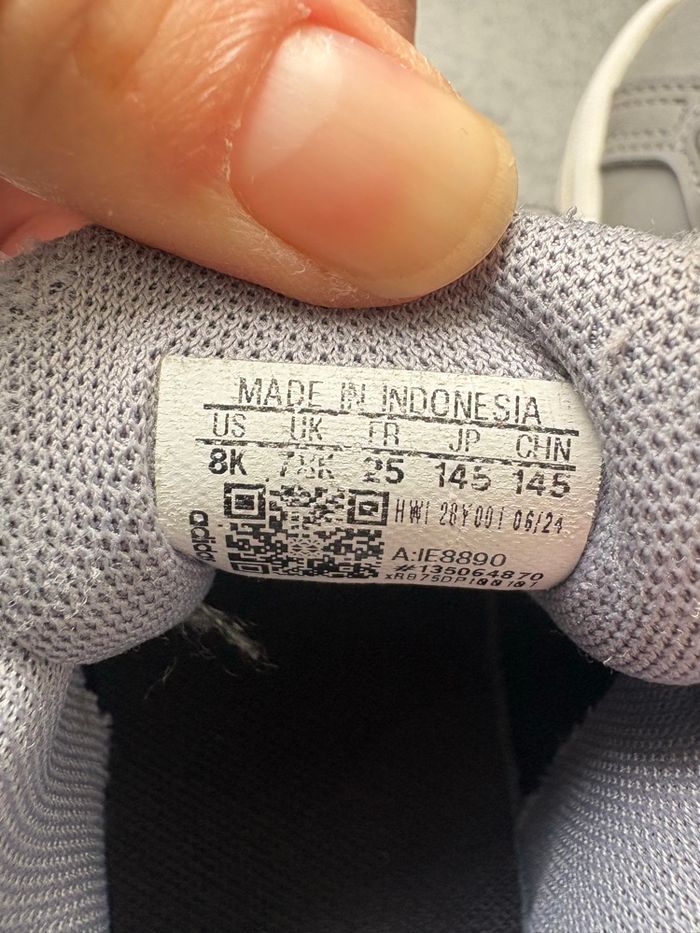 MADE IN INDONESIA
US UK FR JP CHN
8K 7½K 25 145 145
HWI 28Y001 06/24
A:IE8890
#135064870
xRB75DP100107
adidas